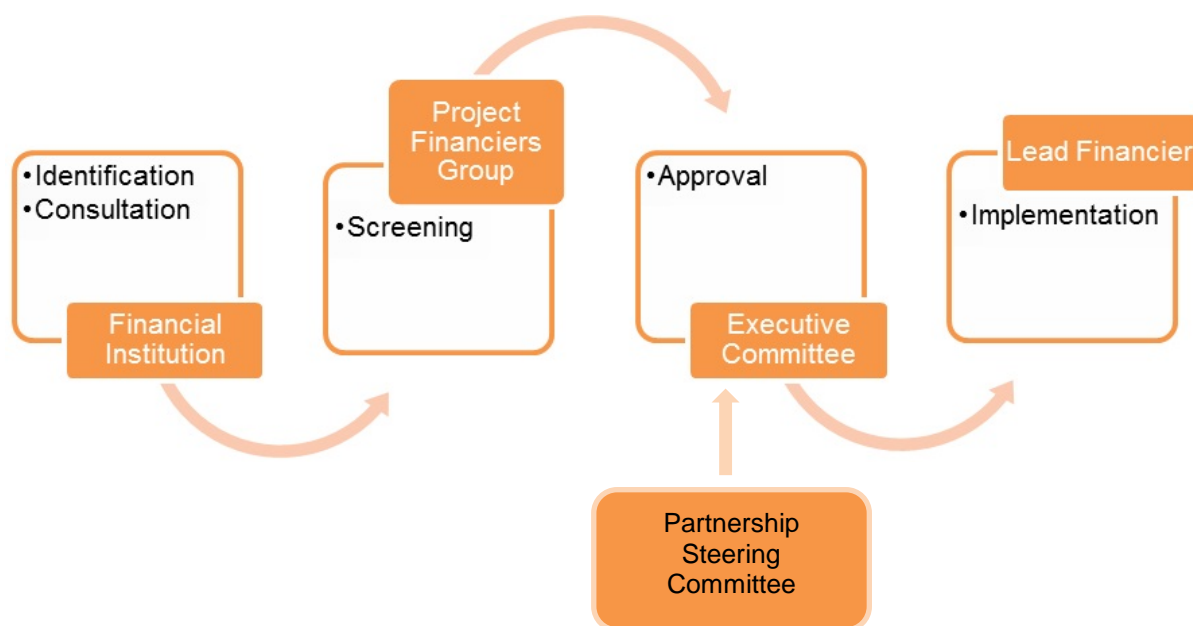 •Identification
•Consultation
Financial
Institution
Project
Financiers
Group
•Screening
•Approval
Executive
Committee
Lead Financier
•Implementation
Partnership
Steering
Committee